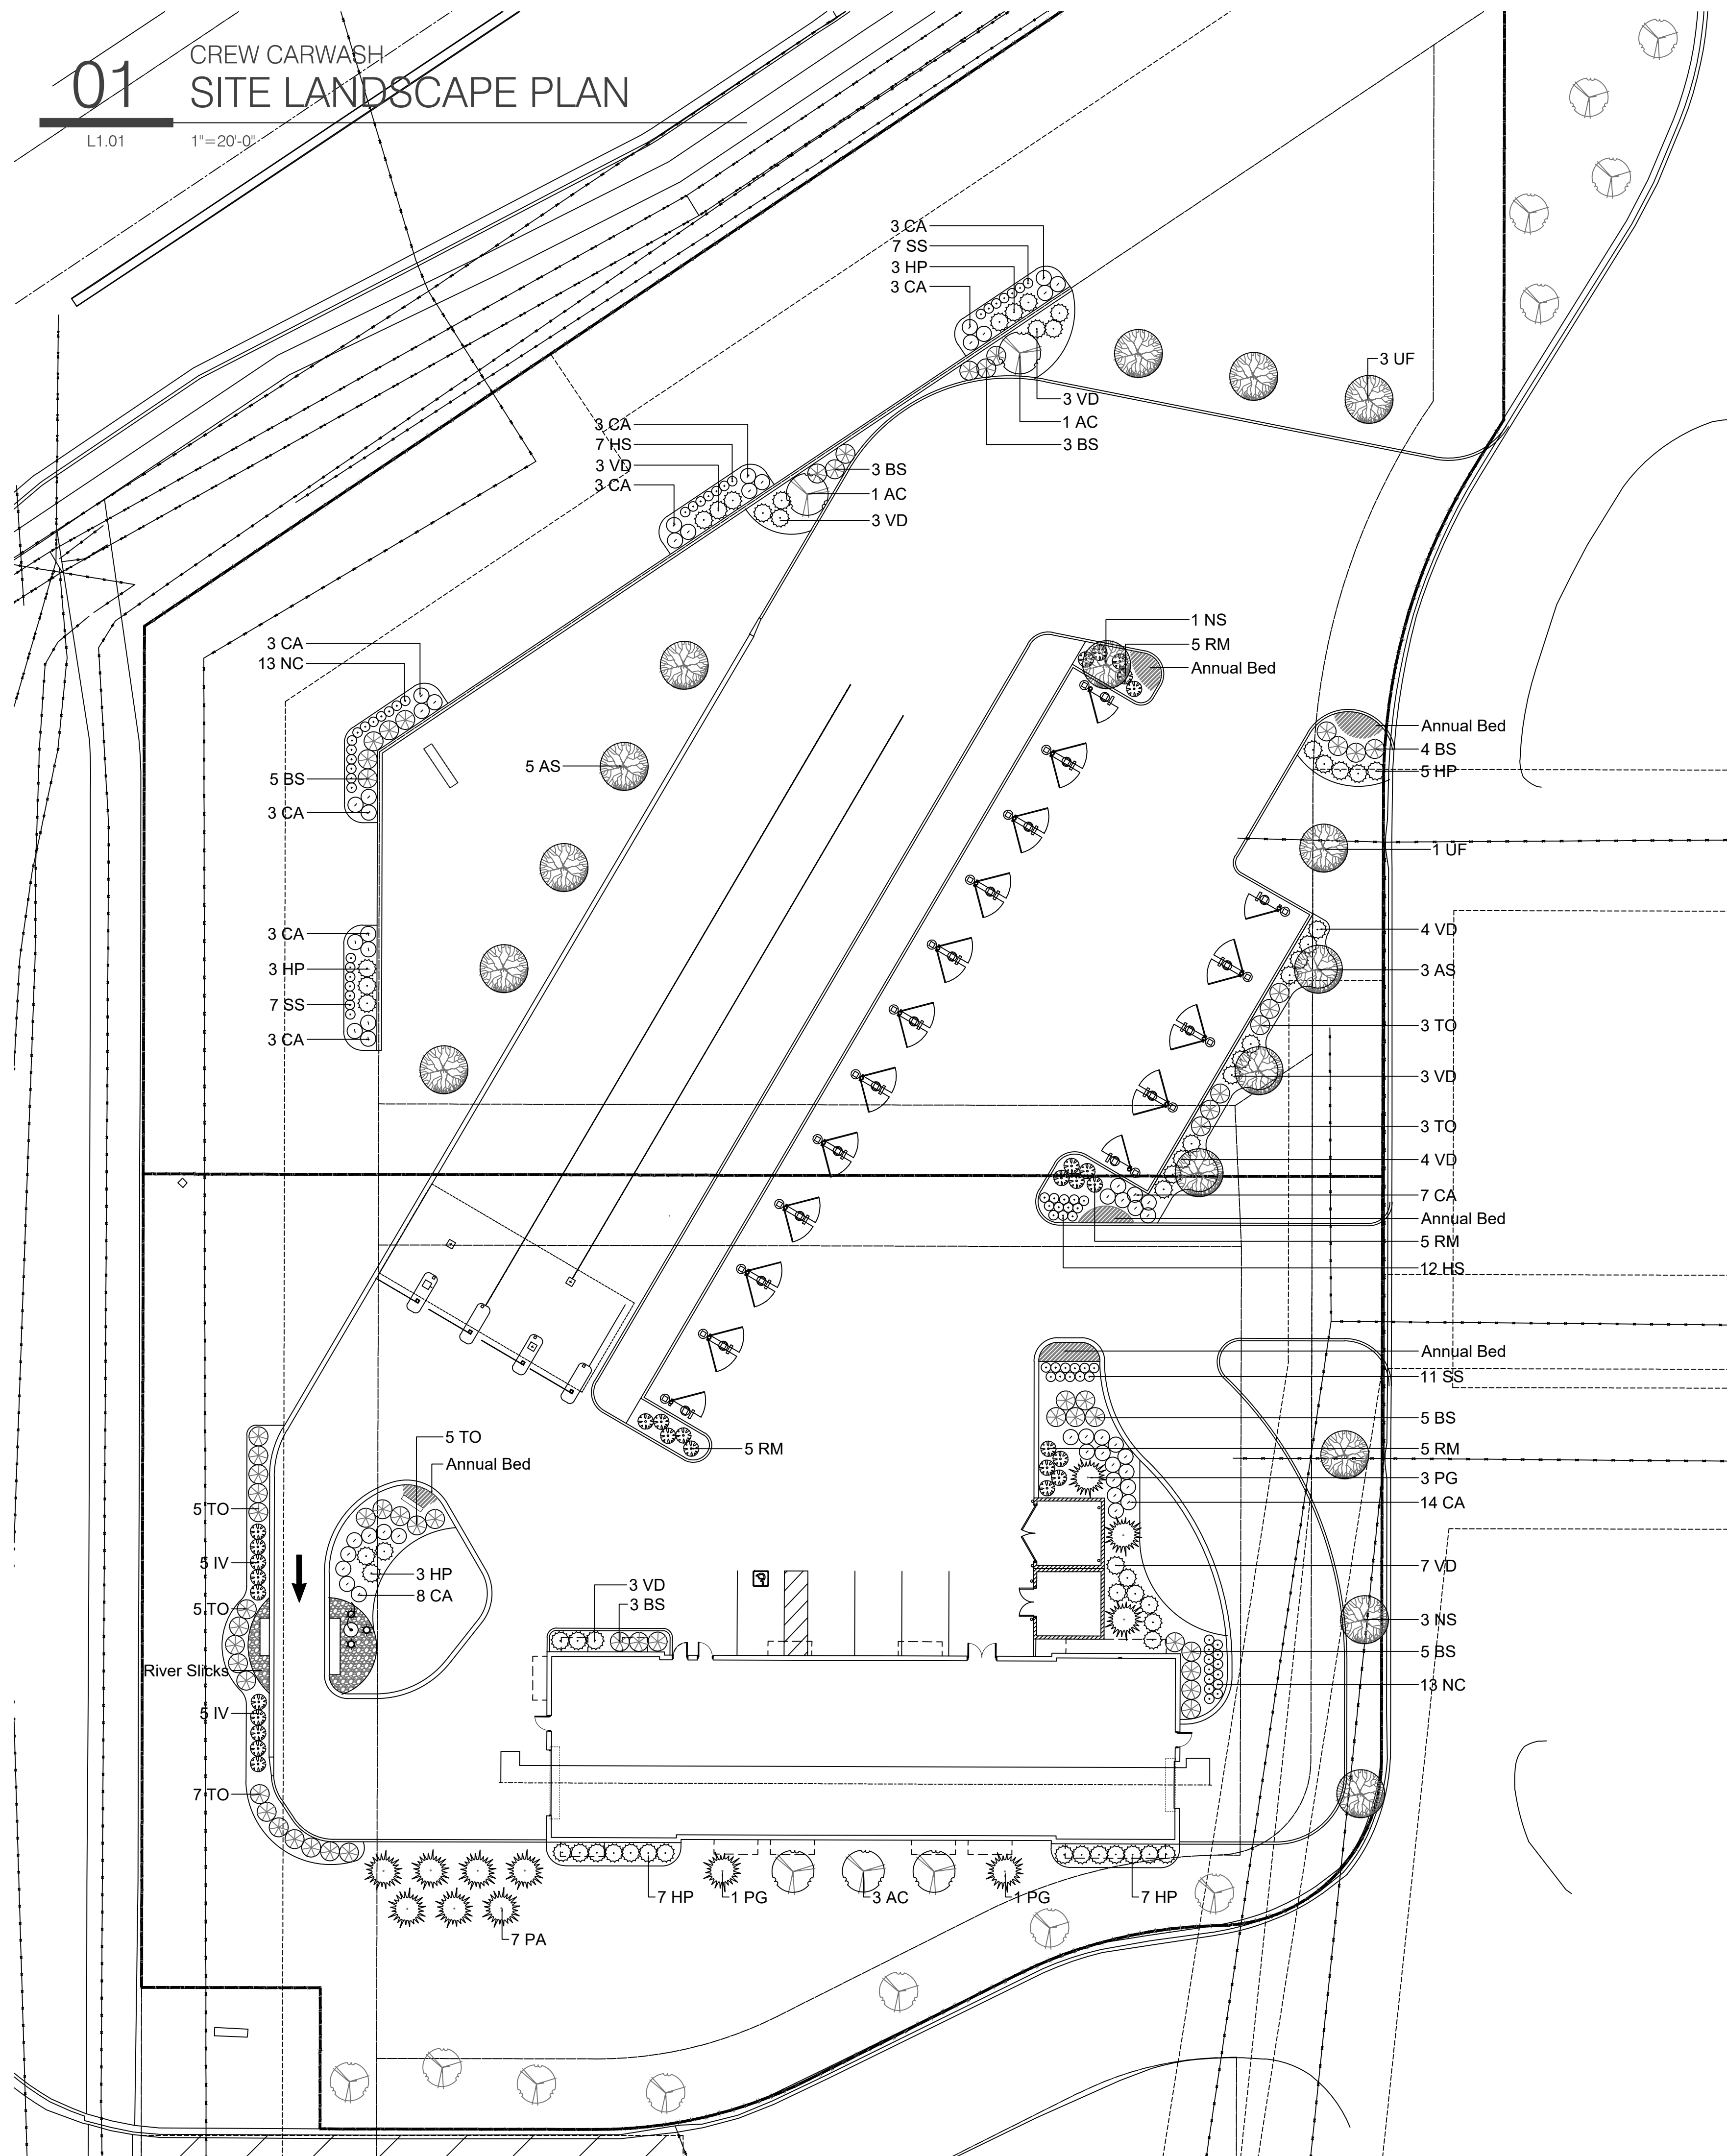 01
CREW CARWASH
SITE LANDSCAPE PLAN
L1.01
1"=20'-0"
3 CA
7 SS
3 HP
3 CA
3 UF
3 VD
1 AC
3 BS
3 CA
7 HS
3 VD
3 CA
3 BS
1 AC
3 VD
1 NS
5 RM
Annual Bed
3 CA
13 NC
5 BS
3 CA
5 AS
Annual Bed
4 BS
5 HP
1 UF
3 CA
3 HP
7 SS
3 CA
4 VD
3 AS
3 TO
3 VD
3 TO
4 VD
7 CA
Annual Bed
5 RM
12 HS
Annual Bed
11 SS
5 BS
5 RM
3 PG
14 CA
7 VD
3 NS
5 BS
13 NC
5 RM
5 TO
Annual Bed
5 TO
5 IV
3 HP
8 CA
5 TO
River Slicks
5 IV
7 TO
3 VD
3 BS
7 HP
1 PG
3 AC
1 PG
7 HP
7 PA